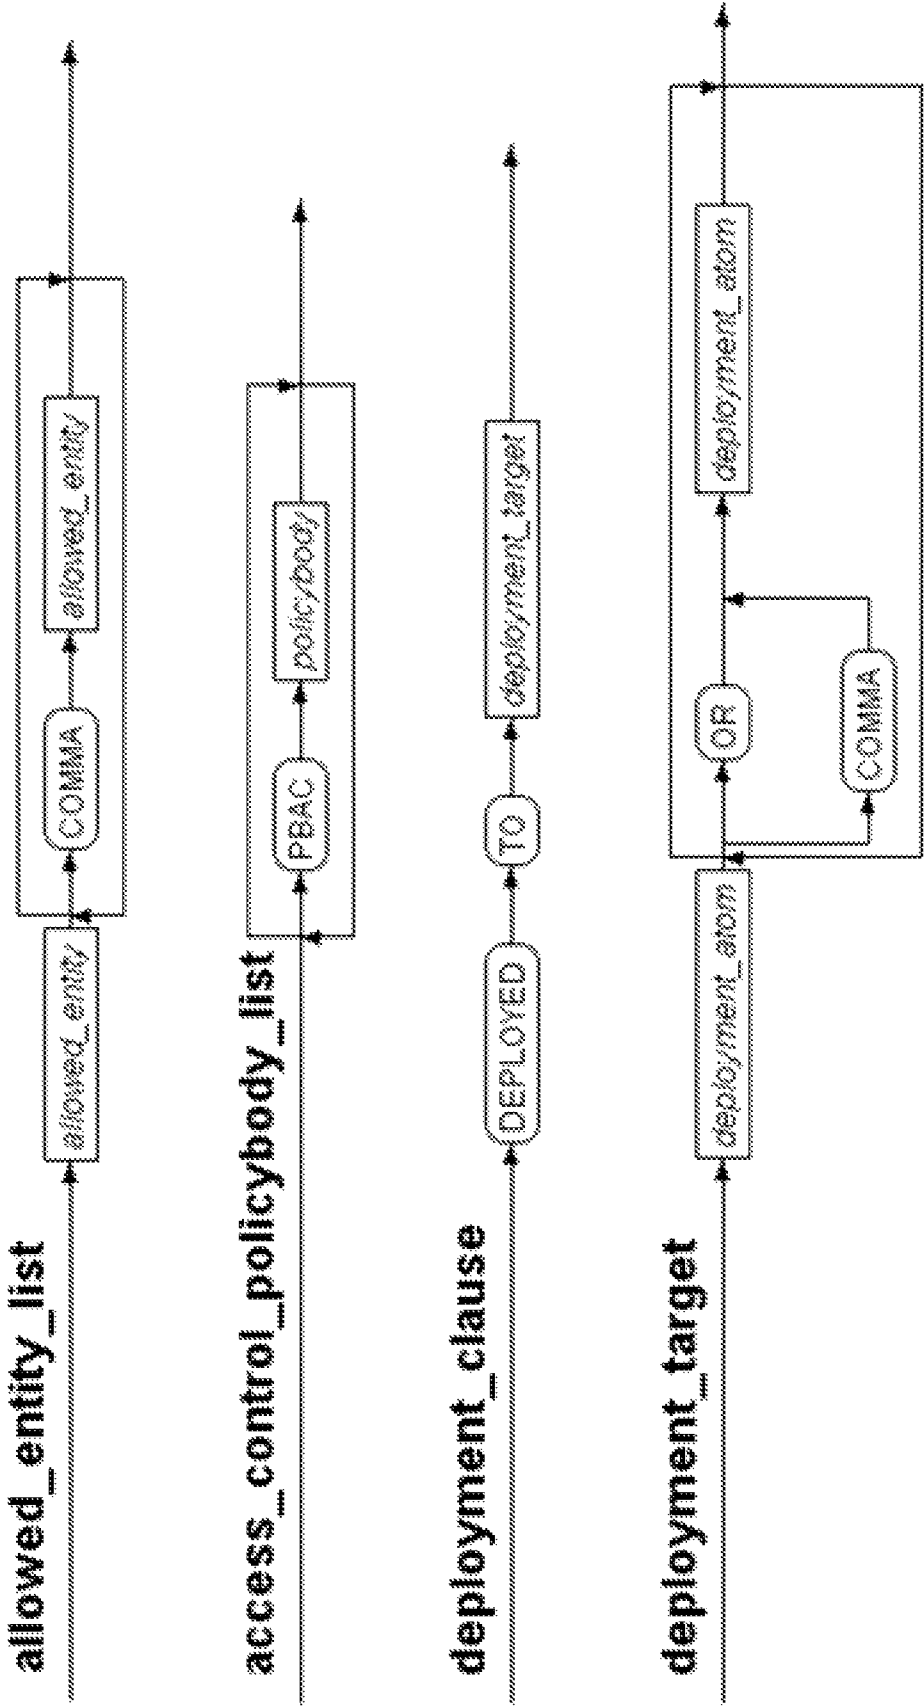 allowed_entity_list
allowed_entity COMMA allowed_entity
access_control_policybody_list
PBAC policybody
deployment_clause
DEPLOYED TO deployment_target
deployment_target
deployment_atom OR deployment_atom
COMMA